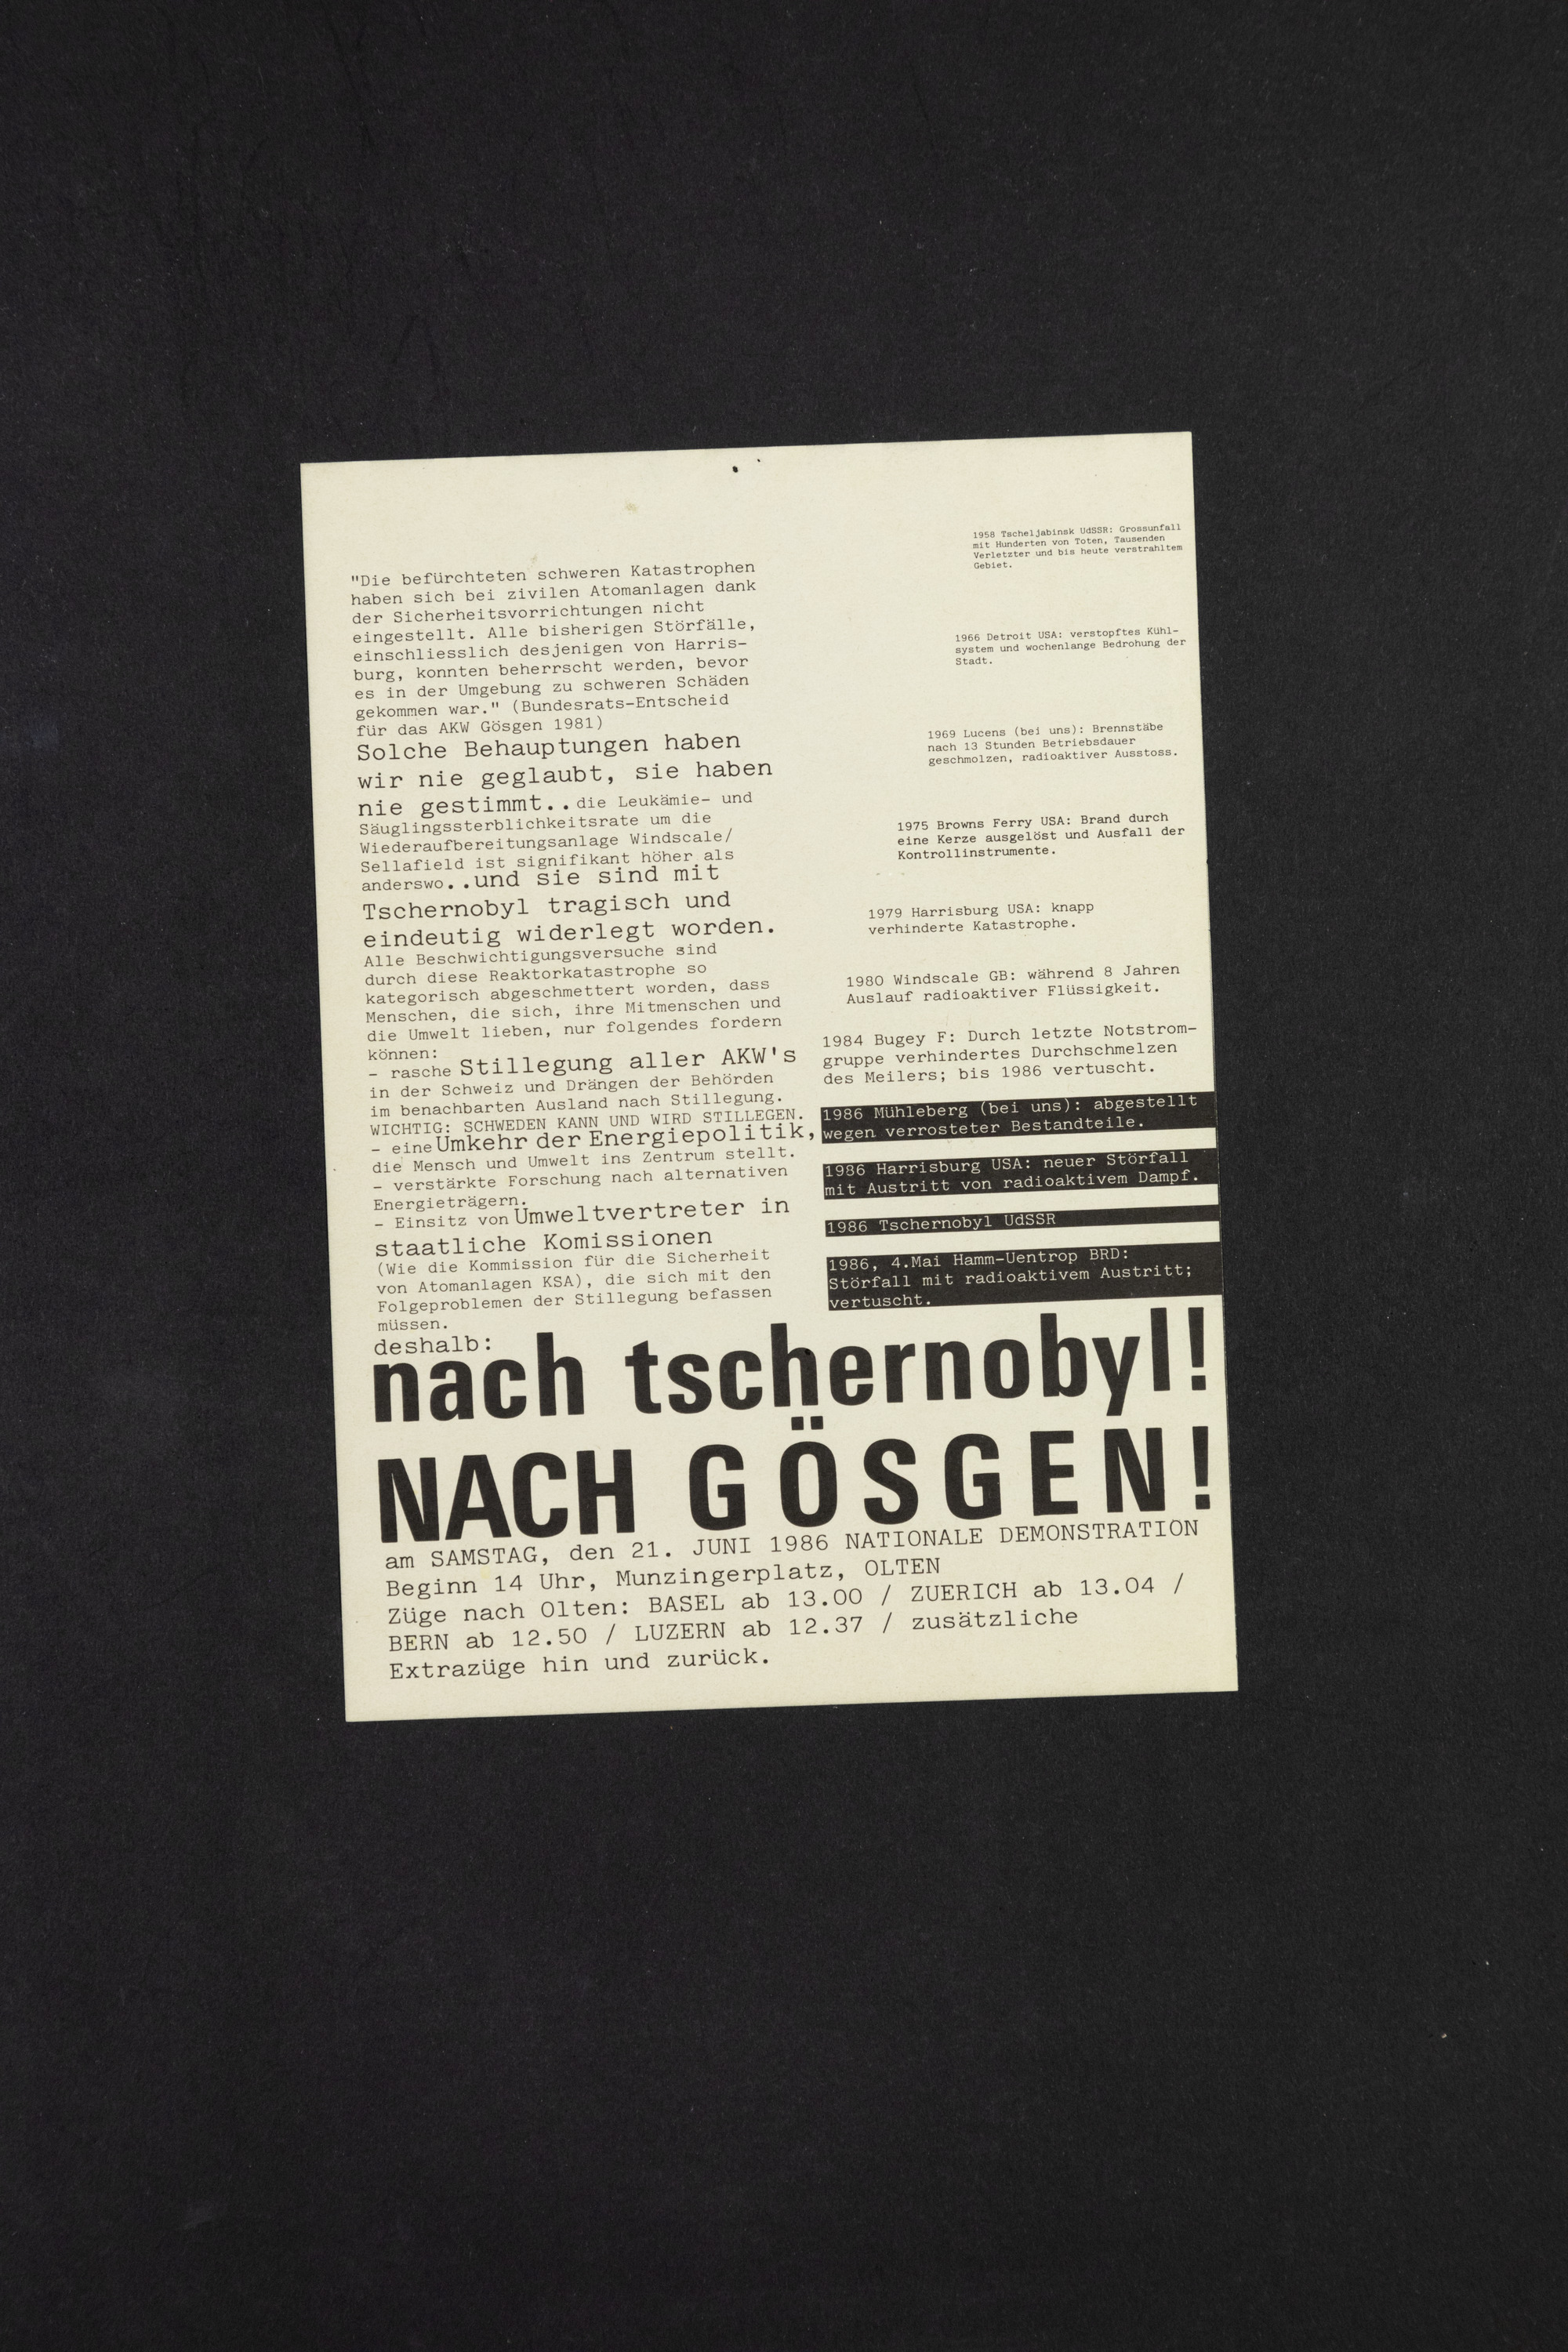 "Die befürchteten schweren Katastrophen
haben sich bei zivilen Atomanlagen dank
der Sicherheitsvorrichtungen nicht
eingestellt. Alle bisherigen Störfälle,
einschliesslich desjenigen von Harris-
burg, konnten beherrscht werden, bevor
es in der Umgebung zu schweren Schäden
gekommen war." (Bundesrats-Entscheid
für das AKW Gösgen 1981)
Solche Behauptungen haben
wir nie geglaubt, sie haben
nie gestimmt.. die Leukämie- und
Säuglingssterblichkeitsrate um die
Wiederaufbereitungsanlage Windscale/
Sellafield ist signifikant höher als
anderswo..und sie sind mit
Tschernobyl tragisch und
eindeutig widerlegt worden.
Alle Beschwichtigungsversuche sind
durch diese Reaktorkatastrophe so
kategorisch abgeschmettert worden, dass
Menschen, die sich, ihre Mitmenschen und
die Umwelt lieben, nur folgendes fordern
können:
- rasche Stillegung aller AKW's
in der Schweiz und Drängen der Behörden
im benachbarten Ausland nach Stillegung.
WICHTIG: SCHWEDEN KANN UND WIRD STILLEGEN.
- eine Umkehr der Energiepolitik,
die Mensch und Umwelt ins Zentrum stellt.
- verstärkte Forschung nach alternativen
Energieträgern.
- Einsitz von Umweltvertreter in
staatliche Komissionen
(Wie die Kommission für die Sicherheit
von Atomanlagen KSA), die sich mit den
Folgeproblemen der Stillegung befassen
müssen.
1958 Tscheljabinsk UdSSR: Grossunfall
mit Hunderten von Toten, Tausenden
Verletzter und bis heute verstrahltem
Gebiet.
1966 Detroit USA: verstopftes Kühl-
system und wochenlange Bedrohung der
Stadt.
1969 Lucens (bei uns): Brennstäbe
nach 13 Stunden Betriebsdauer
geschmolzen, radioaktiver Ausstoss.
1975 Browns Ferry USA: Brand durch
eine Kerze ausgelöst und Ausfall der
Kontrollinstrumente.
1979 Harrisburg USA: knapp
verhinderte Katastrophe.
1980 Windscale GB: während 8 Jahren
Auslauf radioaktiver Flüssigkeit.
1984 Bugey F: Durch letzte Notstrom-
gruppe verhindertes Durchschmelzen
des Meilers; bis 1986 vertuscht.
1986 Mühleberg (bei uns): abgestellt
wegen verrosteter Bestandteile.
1986 Harrisburg USA: neuer Störfall
mit Austritt von radioaktivem Dampf.
1986 Tschernobyl UdSSR
1986, 4.Mai Hamm-Uentrop BRD:
Störfall mit radioaktivem Austritt;
vertuscht.
deshalb:
nach tschernobyl!
NACH GÖSGEN!
am SAMSTAG, den 21. JUNI 1986 NATIONALE DEMONSTRATION
Beginn 14 Uhr, Munzingerplatz, OLTEN
Züge nach Olten: BASEL ab 13.00 / ZUERICH ab 13.04 /
BERN ab 12.50 / LUZERN ab 12.37 / zusätzliche
Extrazüge hin und zurück.